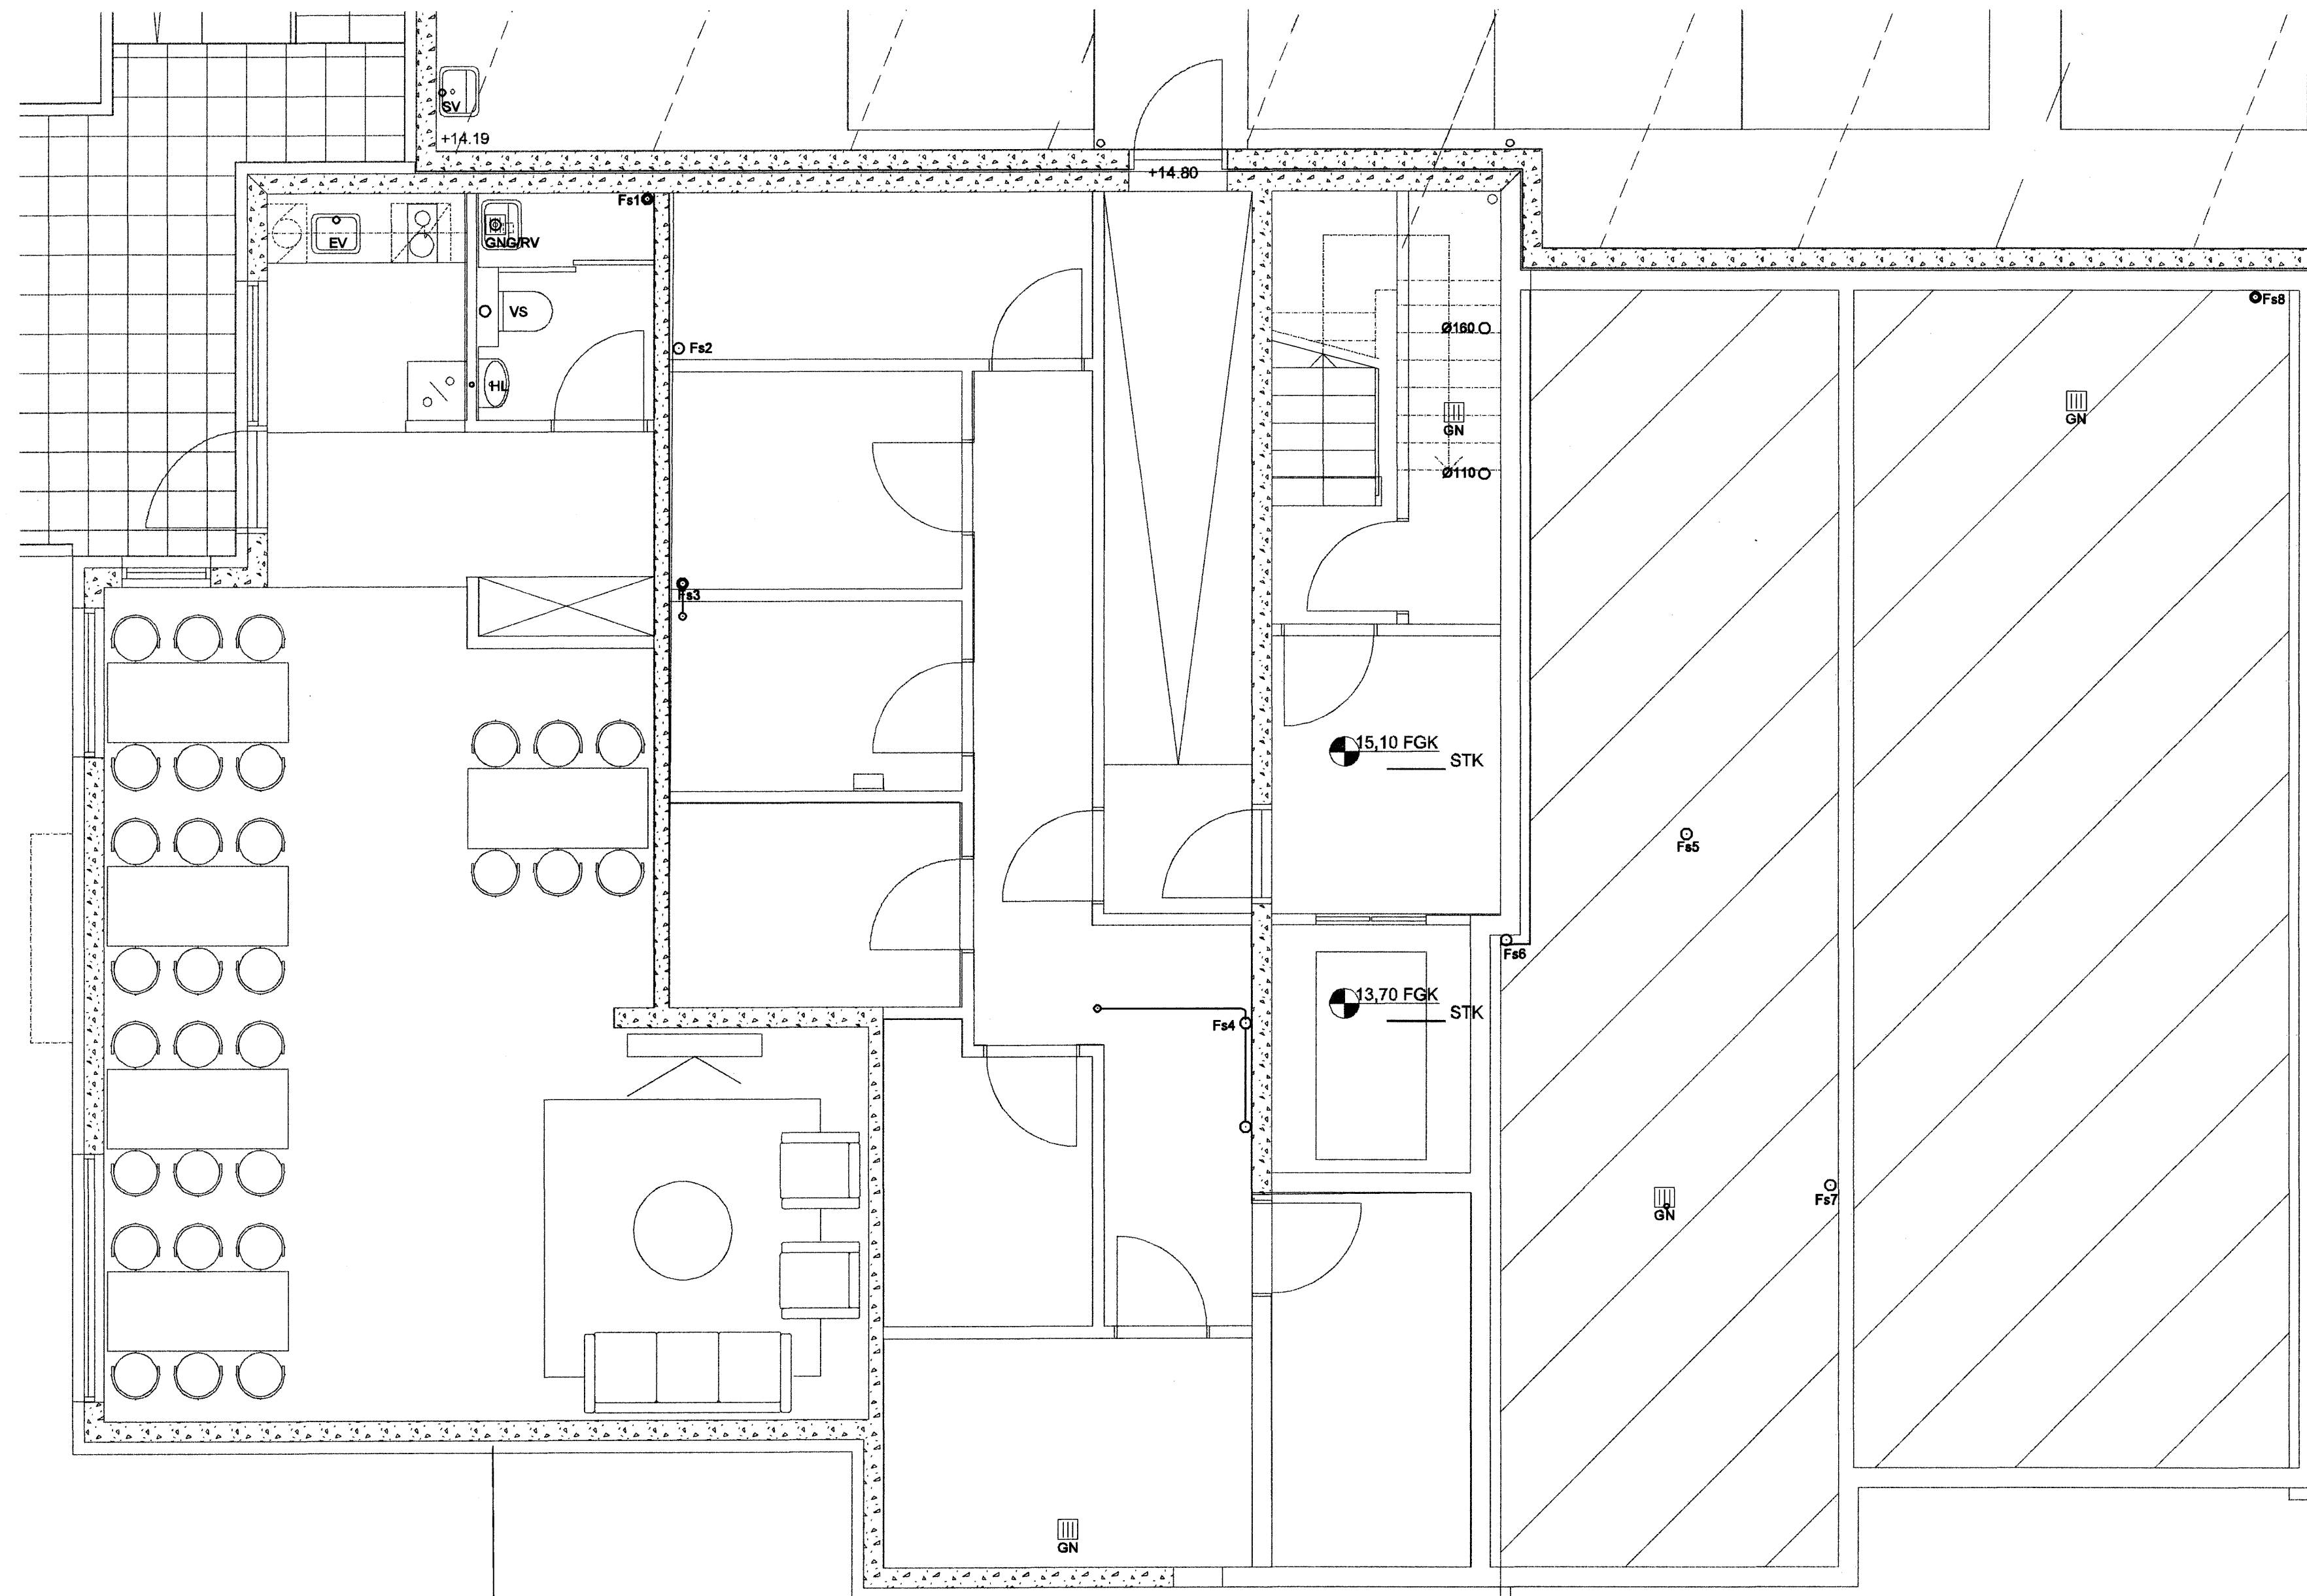 SV
+14.19
+14.80
Fs1
EV
GNG/RV
Fs8
VS
Ø160
Fs2
HL
GN
GN
Ø110
Fs3
15,10 FGK
STK
Fs5
Fs6
13,70 FGK
STK
Fs4
Fs7
GN
GN